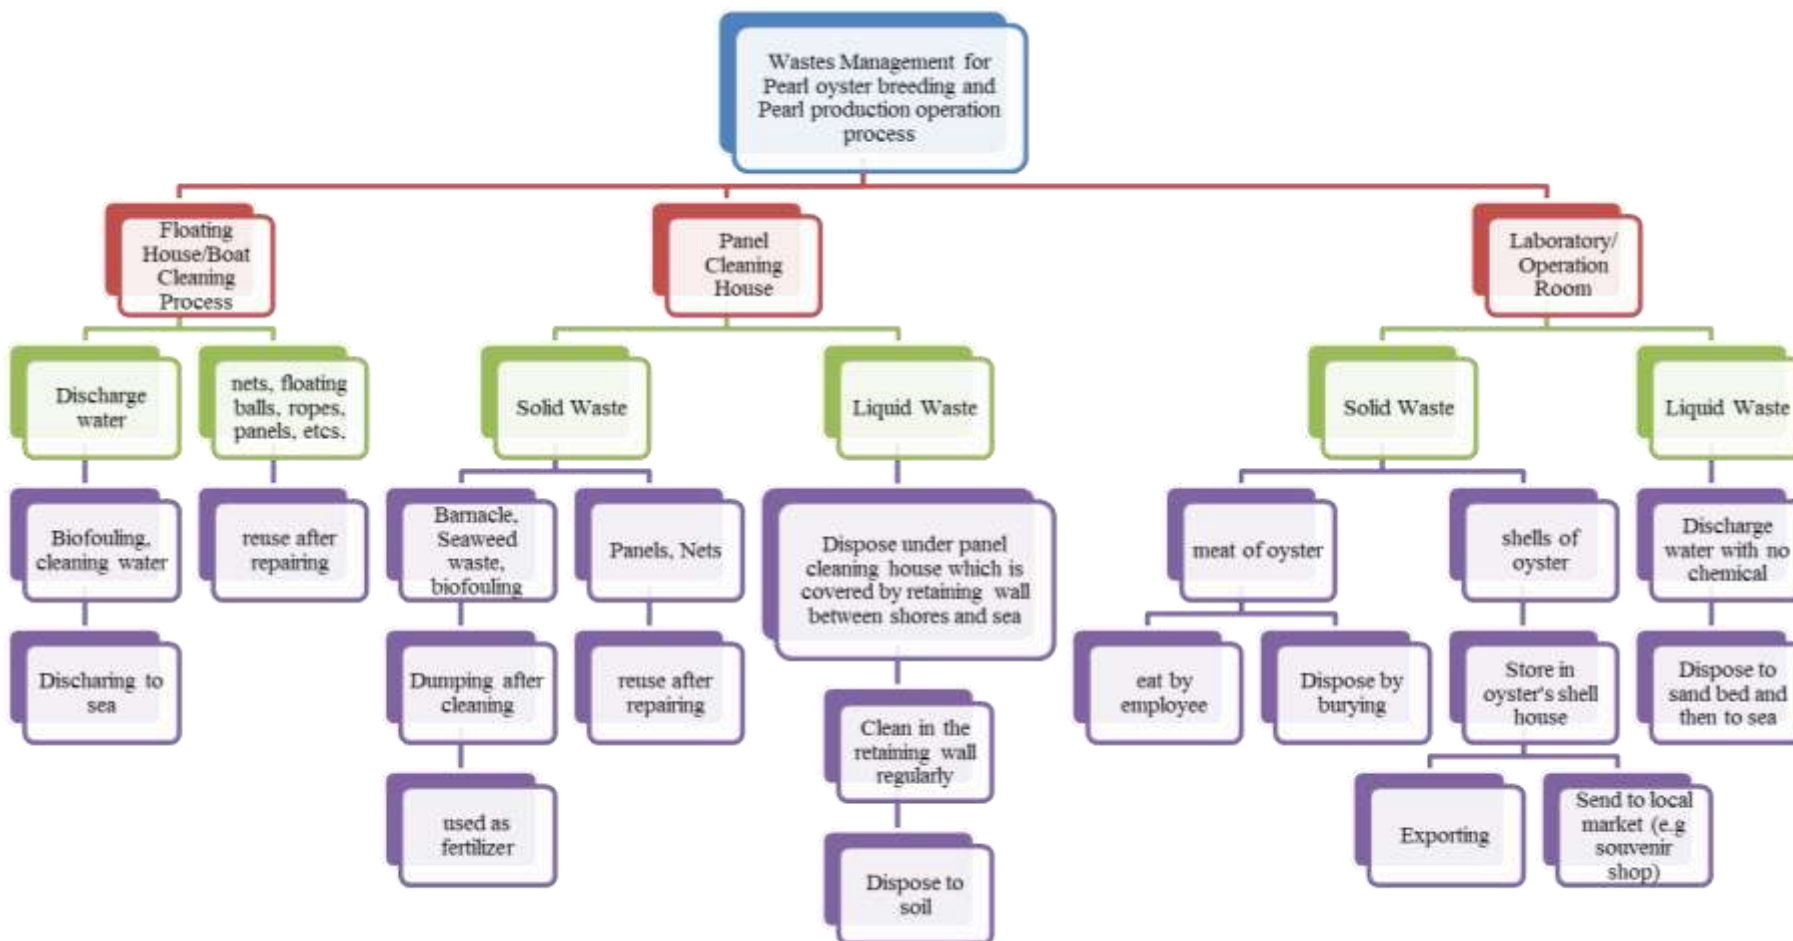 Wastes Management for
Pearl oyster breeding and
Pearl production operation
process
Floating
House/Boat
Cleaning
Process
Panel
Cleaning
House
Laboratory/
Operation
Room
Discharge
water
nets, floating
balls, ropes,
panels, etcs.
Solid Waste
Liquid Waste
Solid Waste
Liquid Waste
Biofouling,
cleaning water
reuse after
repairing
Barnacle,
Seaweed
waste,
biofouling
Panels, Nets
Dispose under panel
cleaning house which is
covered by retaining wall
between shores and sea
meat of oyster
shells of
oyster
Discharge
water with no
chemical
Discharing to
sea
Dumping after
cleaning
reuse after
repairing
Clean in the
retaining wall
regularly
eat by
employee
Dispose by
burying
Store in
oyster's shell
house
Dispose to
sand bed and
then to sea
used as
fertilizer
Dispose to
soil
Exporting
Send to local
market (e.g
souvenir
shop)